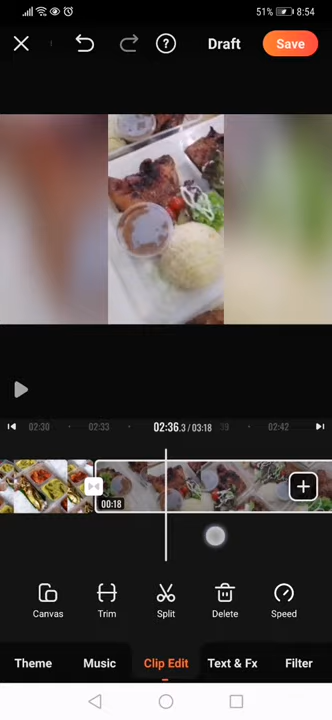 51% 8:54
? Draft Save
02:30 02:33 02:36.3 / 03:18 39 02:42
00:18
Canvas Trim Split Delete Speed
Theme Music Clip Edit Text & Fx Filter